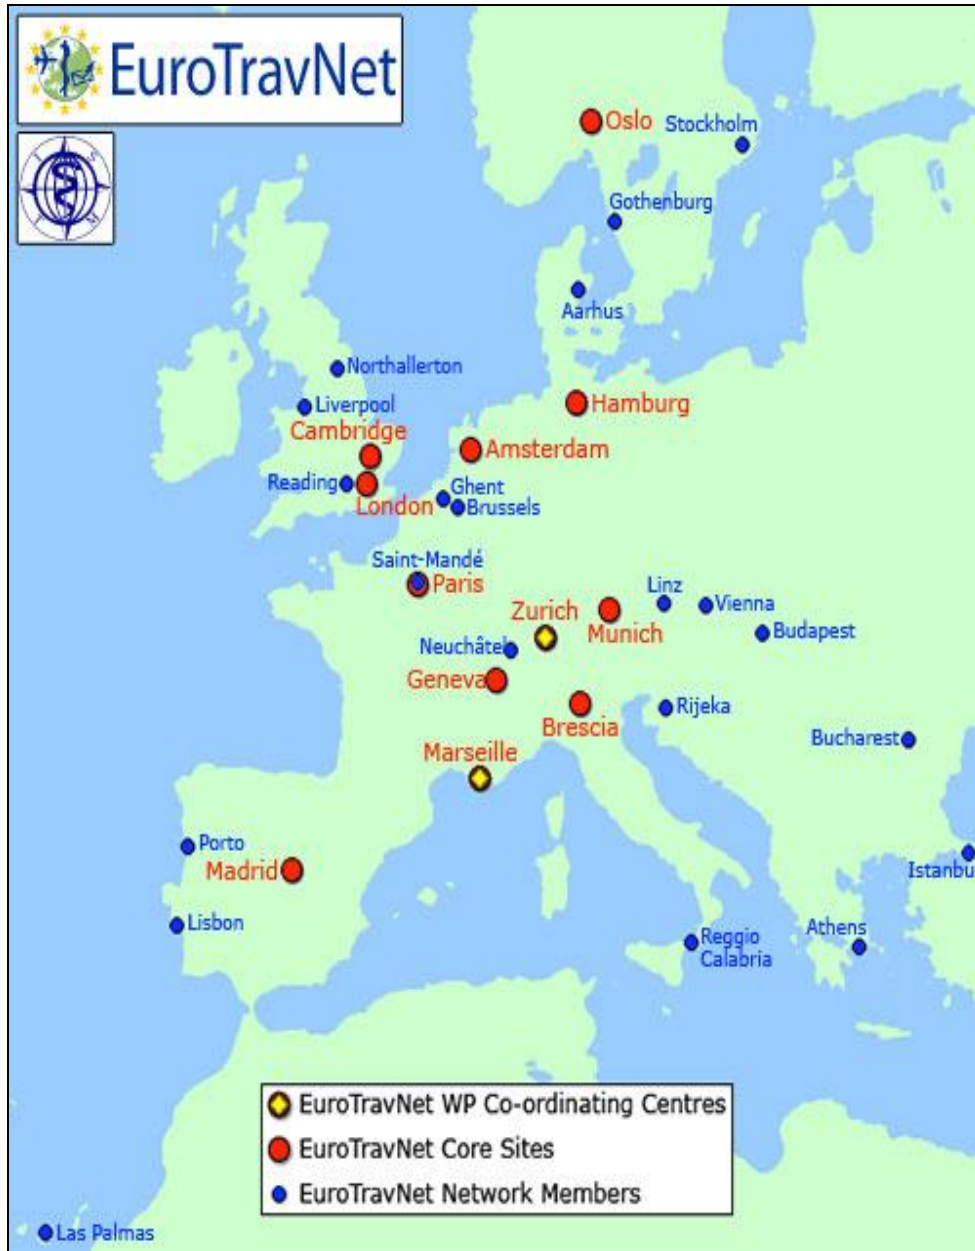 EuroTravNet
I
S
T
M
Oslo
Stockholm
Gothenburg
Aarhus
Northallerton
Liverpool
Hamburg
Cambridge
Amsterdam
Reading
London
Ghent
Brussels
Saint-Mandé
Paris
Linz
Zurich
Vienna
Munich
Budapest
Neuchâtel
Geneva
Rijeka
Brescia
Bucharest
Marseille
Porto
Madrid
Istanbu
Lisbon
Athens
Reggio
Calabria
EuroTravNet WP Co-ordinating Centres
EuroTravNet Core Sites
EuroTravNet Network Members
Las Palmas